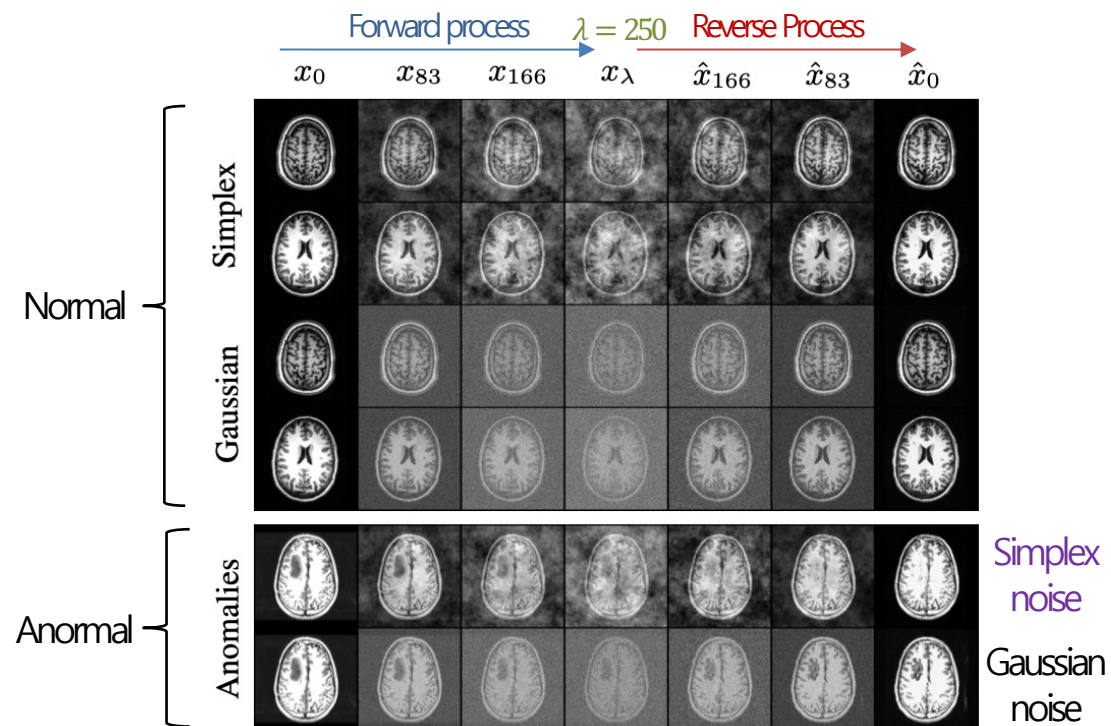 Forward process λ = 250 Reverse Process
x₀ x₈₃ x₁₆₆ x_λ x̂₁₆₆ x̂₈₃ x̂₀
Simplex
Normal
Gaussian
Anormal
Anomalies
Simplex
noise
Gaussian
noise